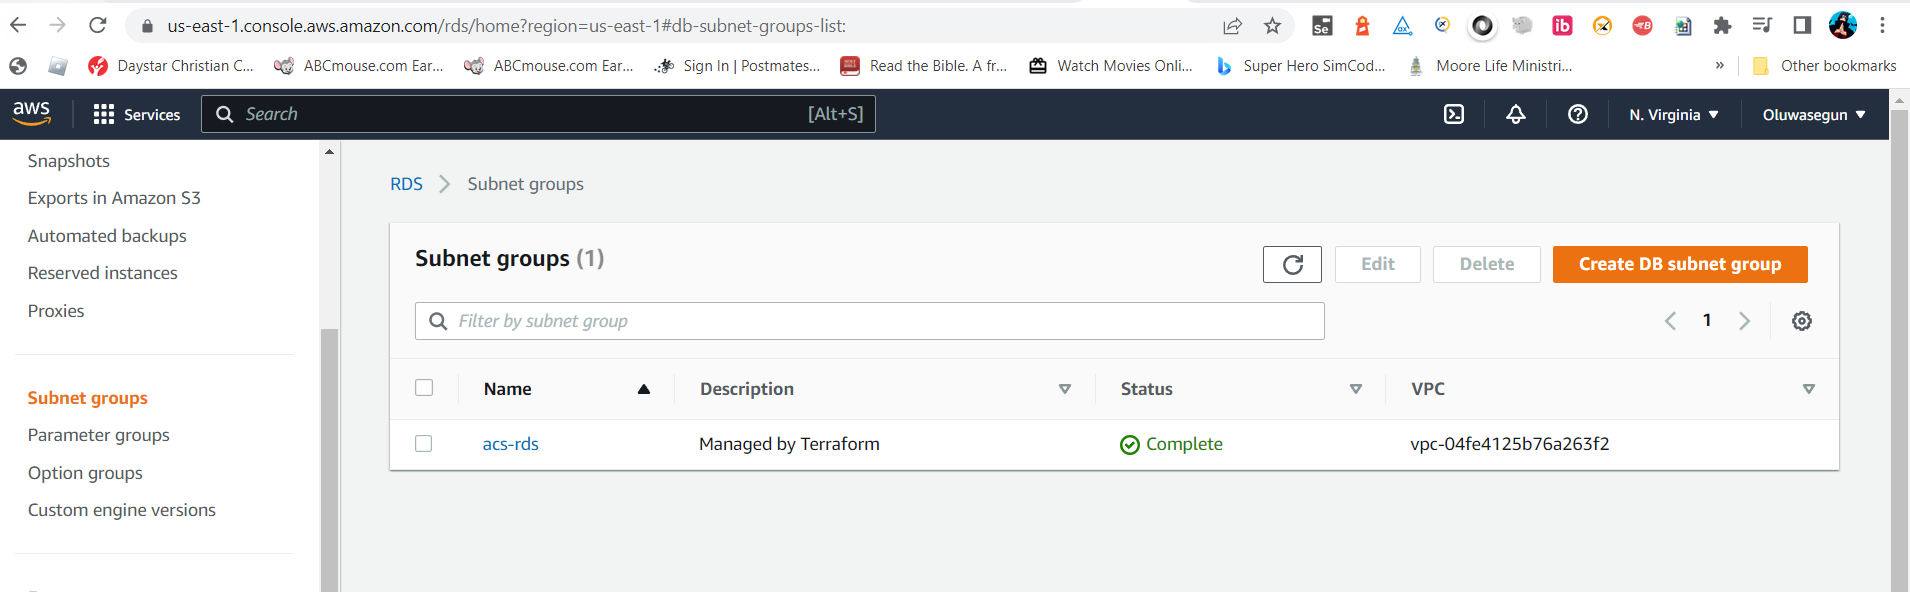 us-east-1.console.aws.amazon.com/rds/home?region=us-east-1#db-subnet-groups-list:
Daystar Christian C... ABCmouse.com Ear... ABCmouse.com Ear... Sign In | Postmates... Read the Bible. A fr... Watch Movies Onli... Super Hero SimCod... Moore Life Ministri... » Other bookmarks
aws Services Search [Alt+S] N. Virginia Oluwasegun
Snapshots
Exports in Amazon S3
Automated backups
Reserved instances
Proxies
Subnet groups
Parameter groups
Option groups
Custom engine versions
RDS Subnet groups
Subnet groups (1) Edit Delete Create DB subnet group
Filter by subnet group 1
Name Description Status VPC
acs-rds Managed by Terraform Complete vpc-04fe4125b76a263f2